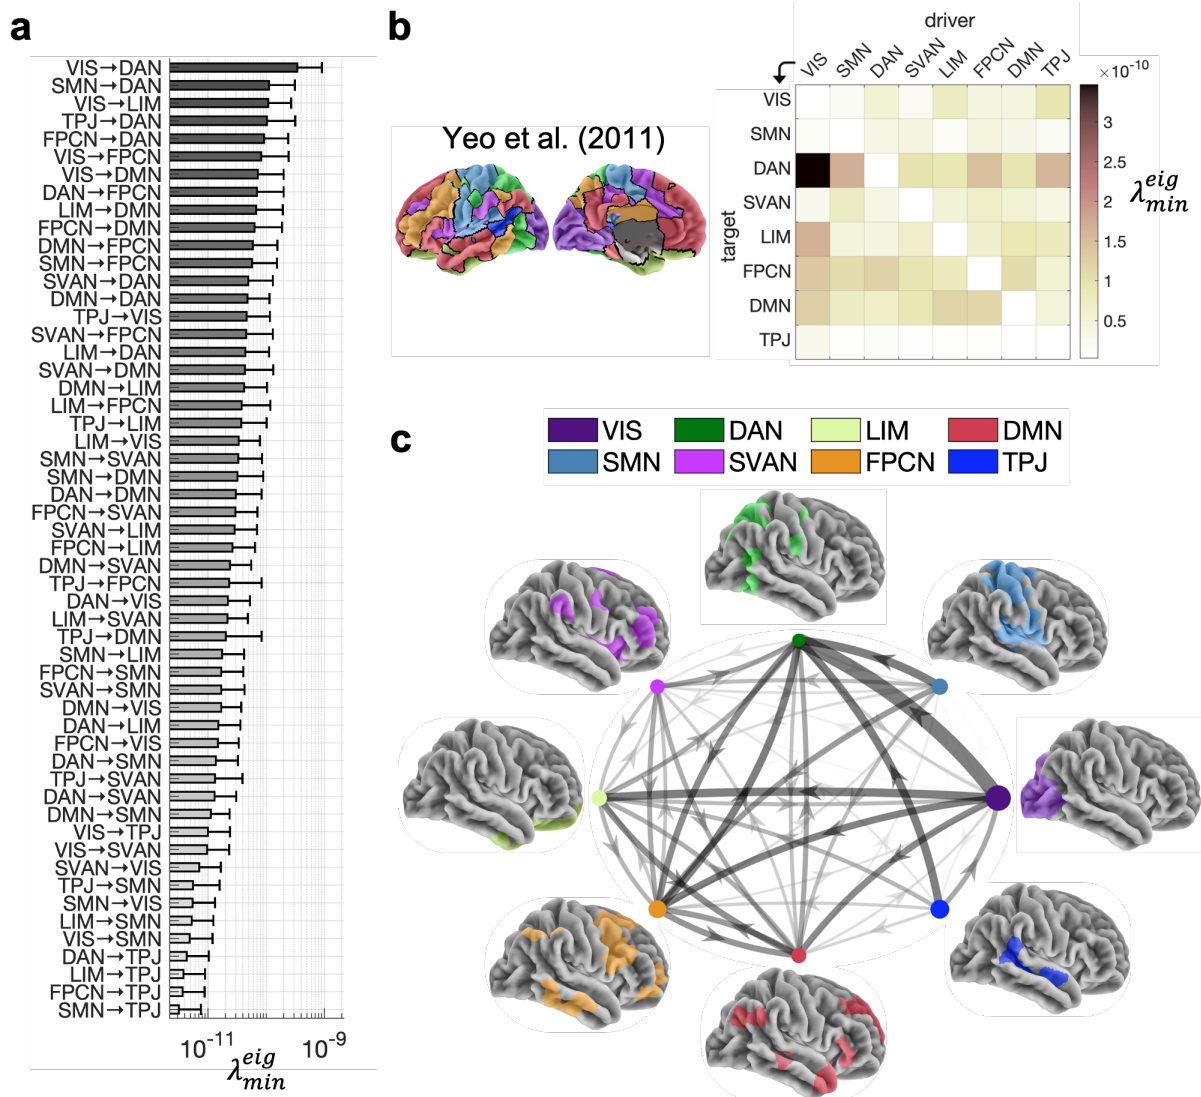 a
VIS→DAN
SMN→DAN
VIS→LIM
TPJ→DAN
FPCN→DAN
VIS→FPCN
VIS→DMN
DAN→FPCN
LIM→DMN
FPCN→DMN
DMN→FPCN
SMN→FPCN
SVAN→DAN
DMN→DAN
TPJ→VIS
SVAN→FPCN
LIM→DAN
SVAN→DMN
DMN→LIM
LIM→FPCN
TPJ→LIM
LIM→VIS
SMN→SVAN
SMN→DMN
DAN→DMN
FPCN→SVAN
SVAN→LIM
FPCN→LIM
DMN→SVAN
TPJ→FPCN
DAN→VIS
LIM→SVAN
TPJ→DMN
SMN→LIM
FPCN→SMN
SVAN→SMN
DMN→VIS
DAN→LIM
FPCN→VIS
DAN→SMN
TPJ→SVAN
DAN→SVAN
DMN→SMN
VIS→TPJ
VIS→SVAN
SVAN→VIS
TPJ→SMN
SMN→VIS
LIM→SMN
VIS→SMN
DAN→TPJ
LIM→TPJ
FPCN→TPJ
SMN→TPJ
10⁻¹¹ 10⁻⁹
λ_min^eig
b
Yeo et al. (2011)
driver
VIS SMN DAN SVAN LIM FPCN DMN TPJ
target
VIS
SMN
DAN
SVAN
LIM
FPCN
DMN
TPJ
×10⁻¹⁰
3
2.5
2
1.5
1
0.5
λ_min^eig
c
VIS DAN LIM DMN
SMN SVAN FPCN TPJ